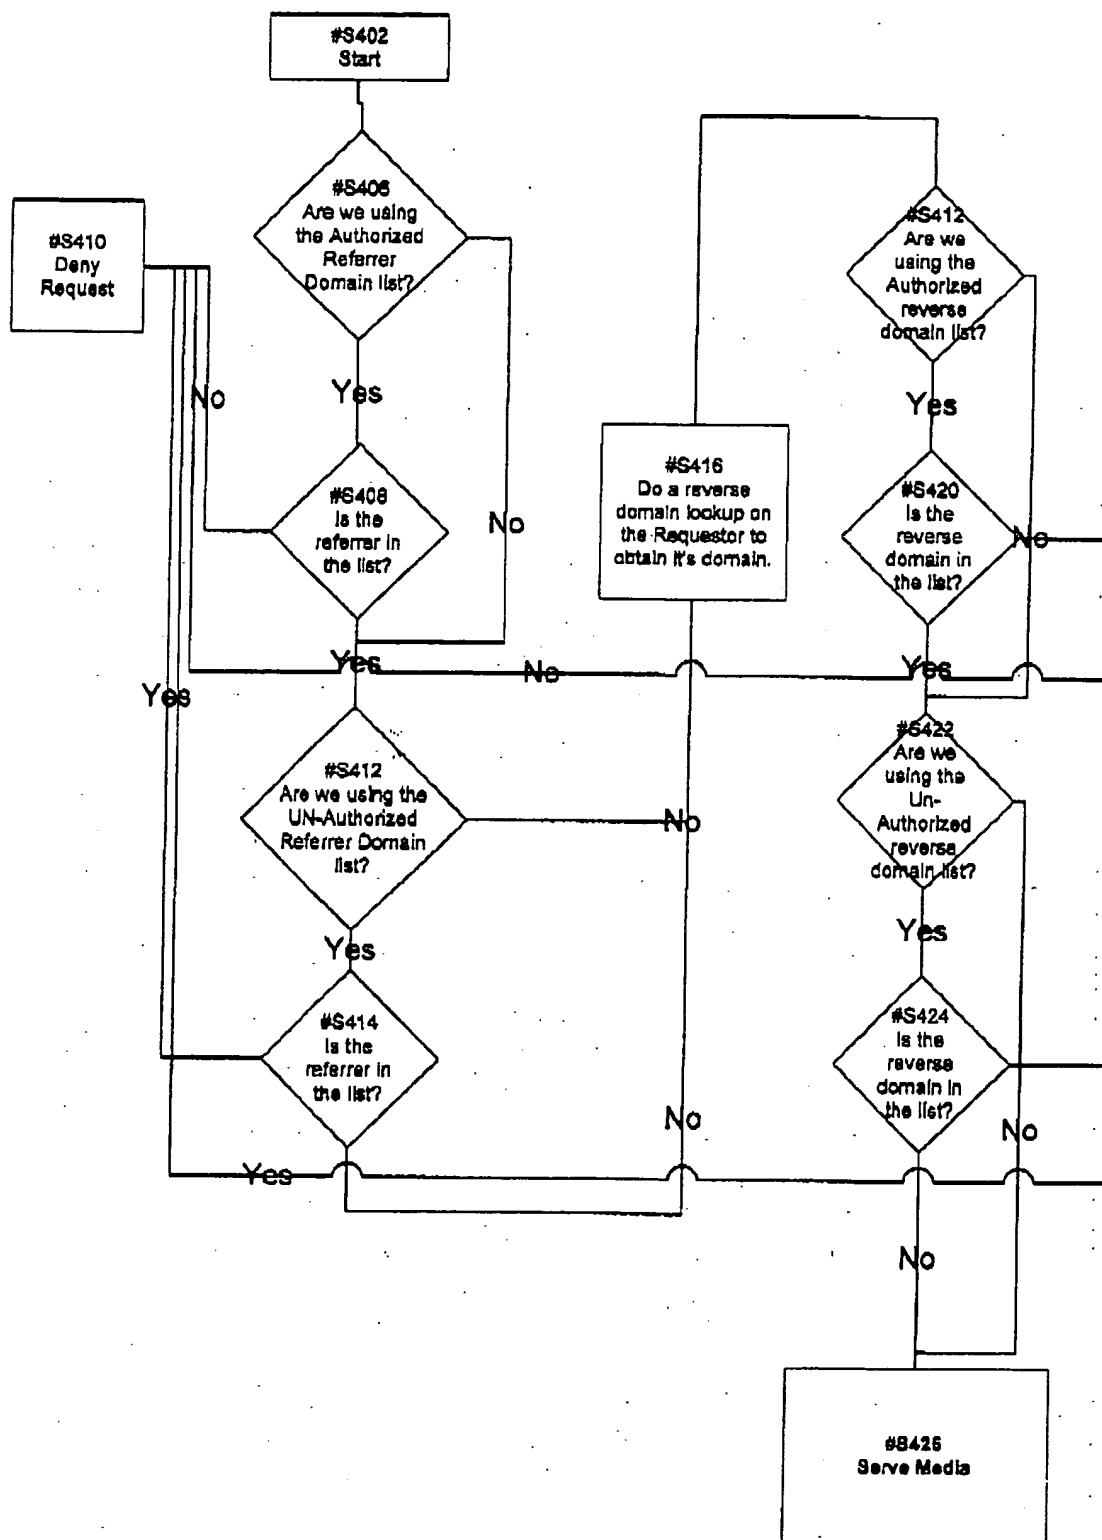 #S402
Start
#S406
Are we using
the Authorized
Referrer
Domain list?
#S410
Deny
Request
No
Yes
No
#S408
Is the
referrer in
the list?
Yes
No
Yes
#S412
Are we using the
UN-Authorized
Referrer Domain
list?
No
Yes
#S414
Is the
referrer in
the list?
No
Yes
#S416
Do a reverse
domain lookup on
the Requestor to
obtain it's domain.
#S412
Are we
using the
Authorized
reverse
domain list?
Yes
#S420
Is the
reverse
domain in
the list?
No
Yes
#S422
Are we
using the
Un-
Authorized
reverse
domain list?
Yes
#S424
Is the
reverse
domain in
the list?
No
No
#S426
Serve Media